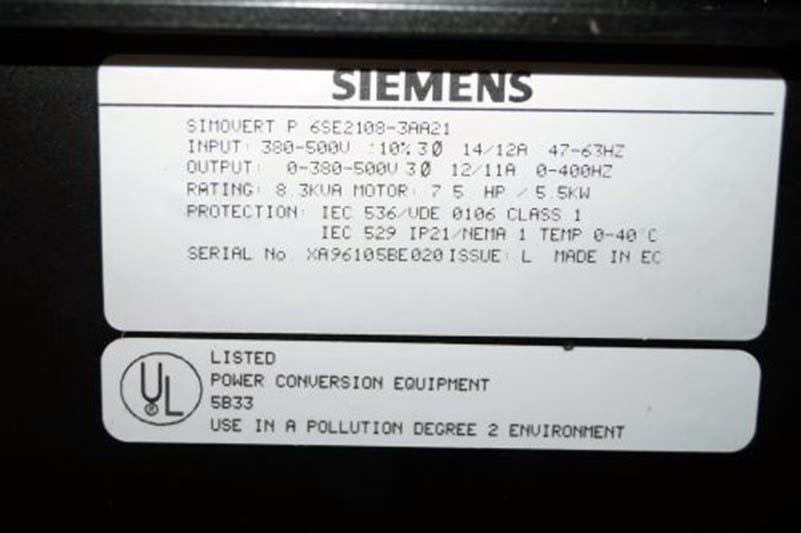 SIEMENS
SIMOVERT P 6SE2108-3AA21
INPUT: 380-500V ±10% 3Ø 14/12A 47-63HZ
OUTPUT: 0-380-500V 3Ø 12/11A 0-400HZ
RATING: 8.3KVA MOTOR: 7 5 HP / 5.5KW
PROTECTION: IEC 536/VDE 0106 CLASS 1
IEC 529 IP21/NEMA 1 TEMP 0-40°C
SERIAL No. XA96105BE020 ISSUE: L MADE IN EC
UL
®
LISTED
POWER CONVERSION EQUIPMENT
5B33
USE IN A POLLUTION DEGREE 2 ENVIRONMENT